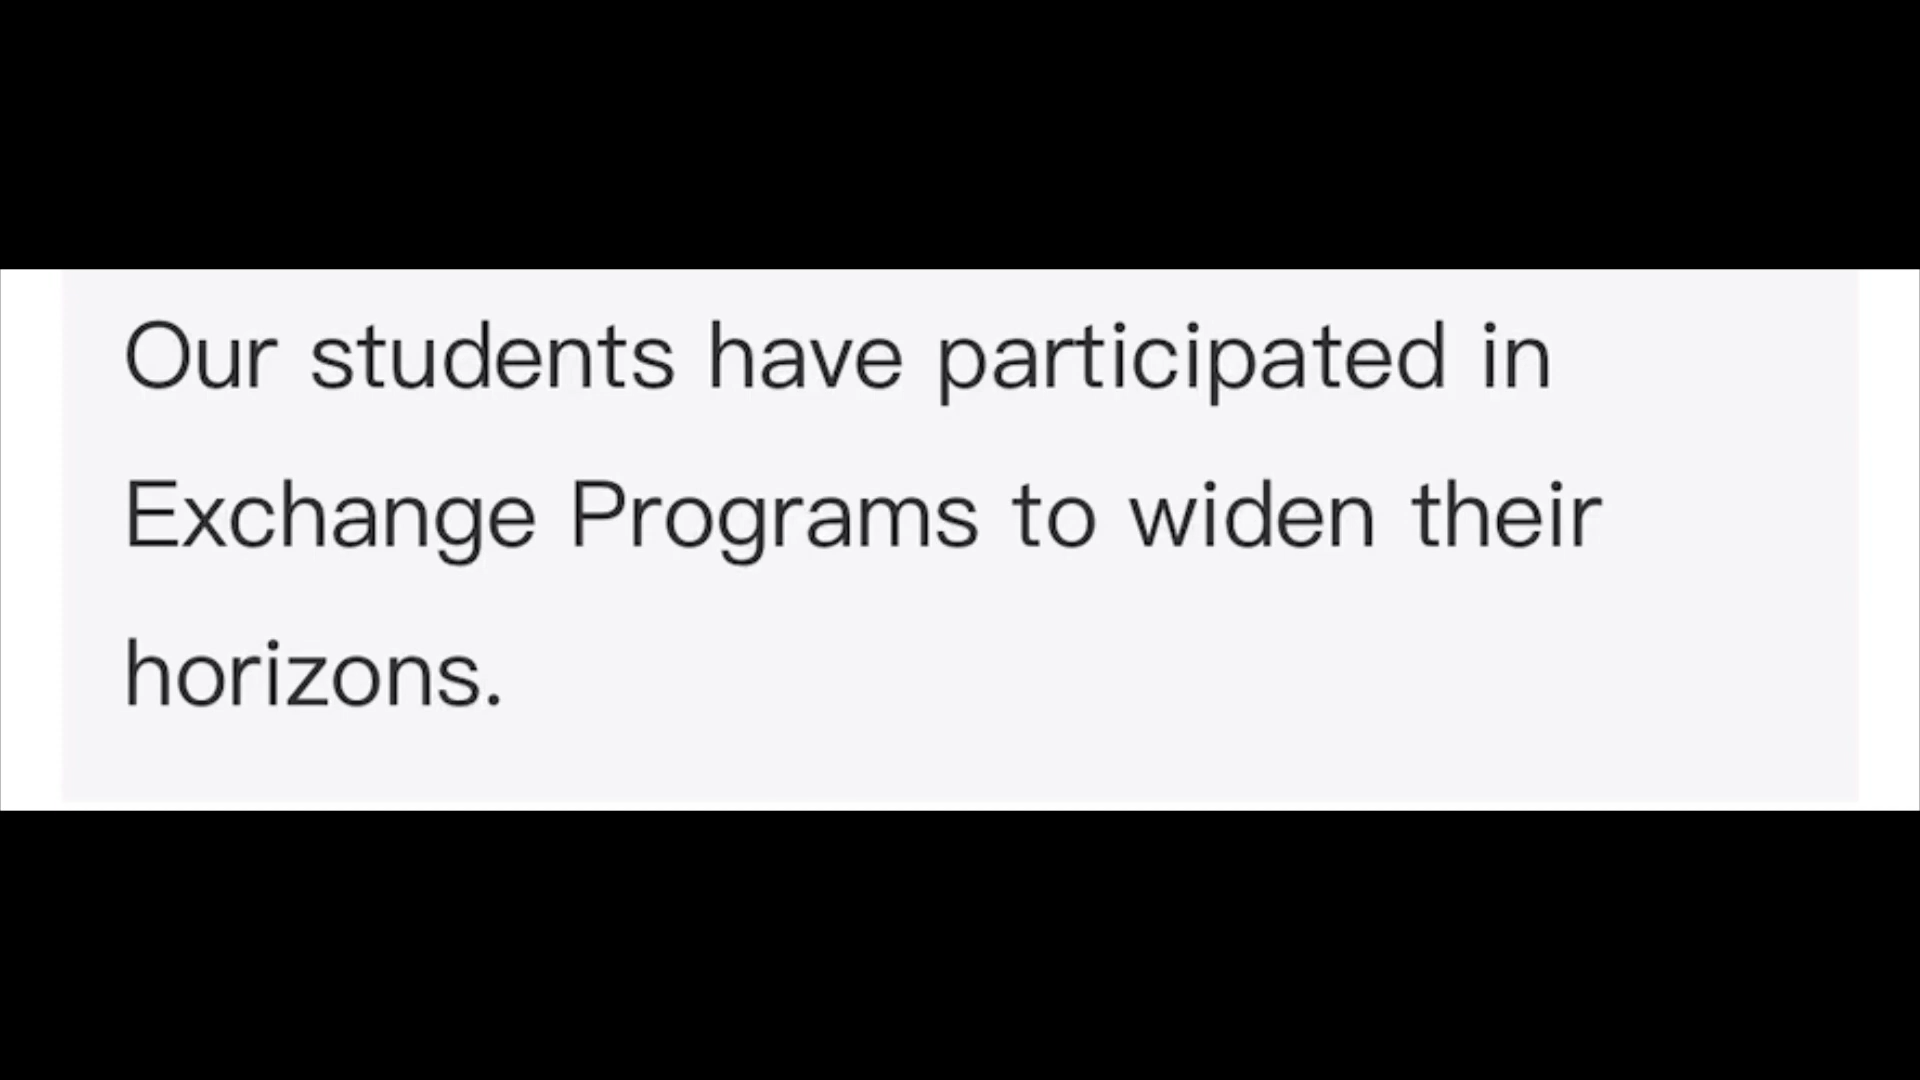 Our students have participated in
Exchange Programs to widen their
horizons.